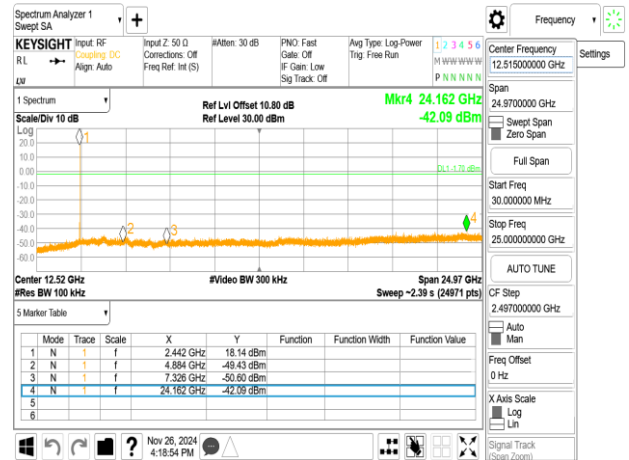 Spectrum Analyzer 1
Swept SA
Frequency
KEYSIGHT
RL
Input: RF
Coupling: DC
Align: Auto
Input Z: 50 Ω
Corrections: Off
Freq Ref: Int (S)
#Atten: 30 dB
PNO: Fast
Gate: Off
IF Gain: Low
Sig Track: Off
Avg Type: Log-Power
Trig: Free Run
1 2 3 4 5 6
M W W W W W
P N N N N N
1 Spectrum
Scale/Div 10 dB
Ref Lvl Offset 10.80 dB
Ref Level 30.00 dBm
Mkr4 24.162 GHz
-42.09 dBm
Log
20.0
10.0
0.00
-10.0
-20.0
-30.0
-40.0
-50.0
-60.0
1
2
3
4
DL1 -1.70 dBm
Center 12.52 GHz
#Res BW 100 kHz
#Video BW 300 kHz
Span 24.97 GHz
Sweep ~2.39 s (24971 pts)
5 Marker Table
Mode Trace Scale X Y Function Function Width Function Value
1 N 1 f 2.442 GHz 18.14 dBm
2 N 1 f 4.884 GHz -49.43 dBm
3 N 1 f 7.326 GHz -50.60 dBm
4 N 1 f 24.162 GHz -42.09 dBm
5
6
Nov 26, 2024
4:18:54 PM
Center Frequency
12.515000000 GHz
Settings
Span
24.9700000 GHz
Swept Span
Zero Span
Full Span
Start Freq
30.000000 MHz
Stop Freq
25.000000000 GHz
AUTO TUNE
CF Step
2.497000000 GHz
Auto
Man
Freq Offset
0 Hz
X Axis Scale
Log
Lin
Signal Track
(Span Zoom)